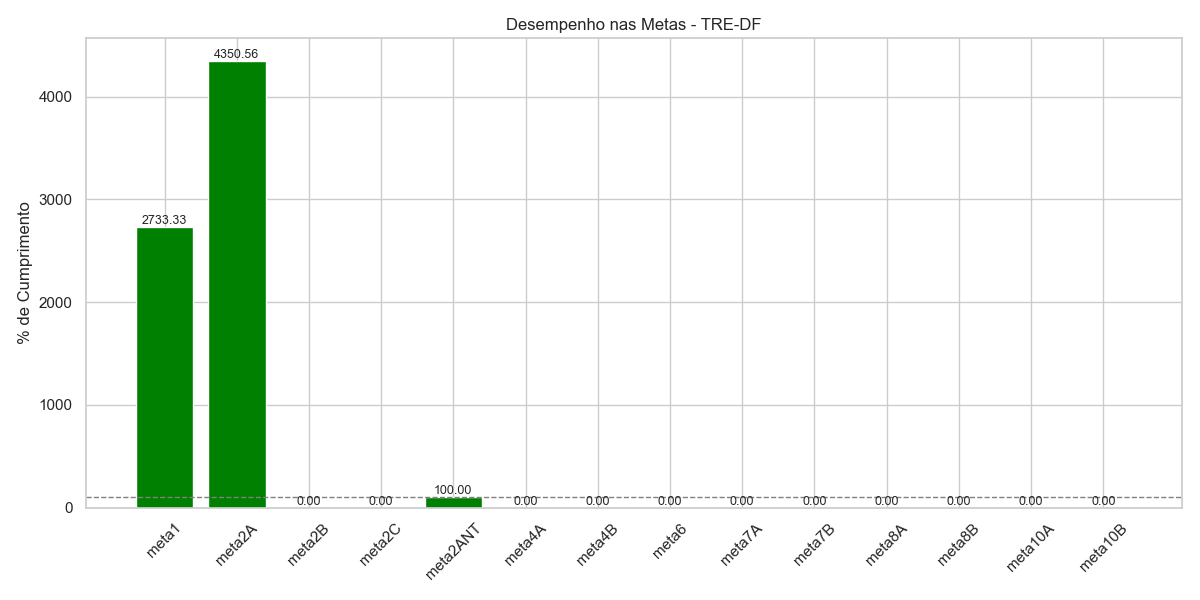 Desempenho nas Metas - TRE-DF
% de Cumprimento
4000
3000
2000
1000
0
2733.33
4350.56
0.00
0.00
100.00
0.00
0.00
0.00
0.00
0.00
0.00
0.00
0.00
0.00
meta1
meta2A
meta2B
meta2C
meta2ANT
meta4A
meta4B
meta6
meta7A
meta7B
meta8A
meta8B
meta10A
meta10B